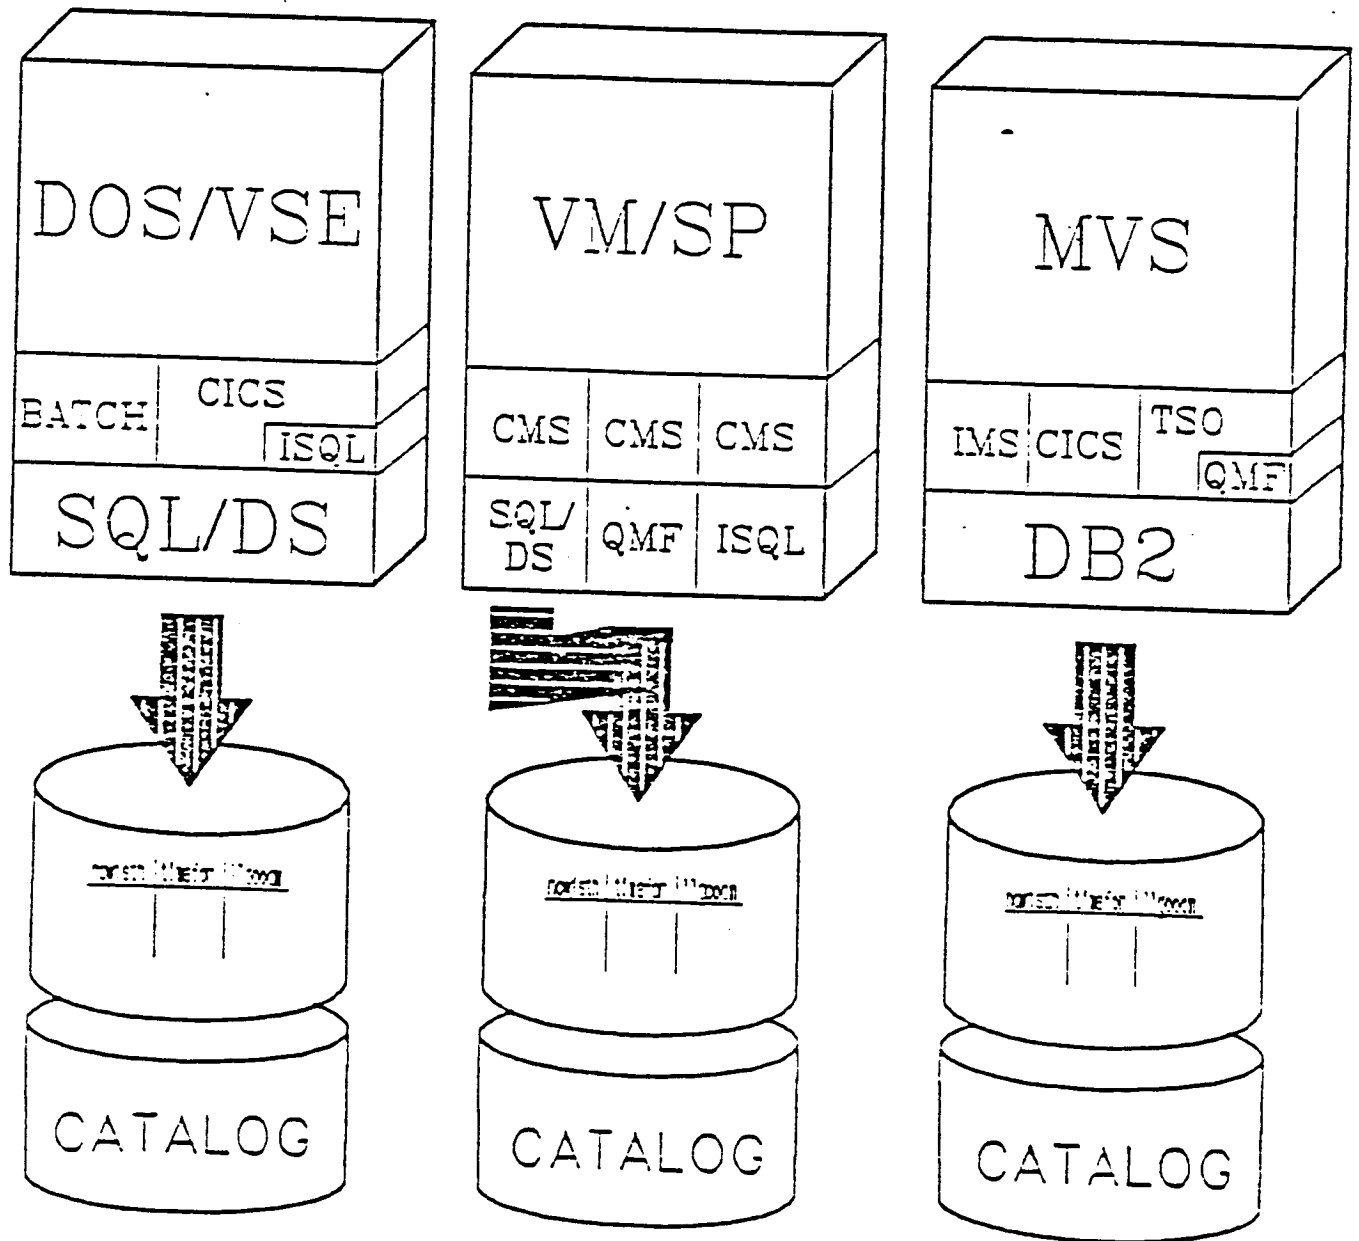 DOS/VSE
BATCH
CICS
ISQL
SQL/DS
CATALOG
VM/SP
CMS
CMS
CMS
SQL/
DS
QMF
ISQL
CATALOG
MVS
IMS
CICS
TSO
QMF
DB2
CATALOG